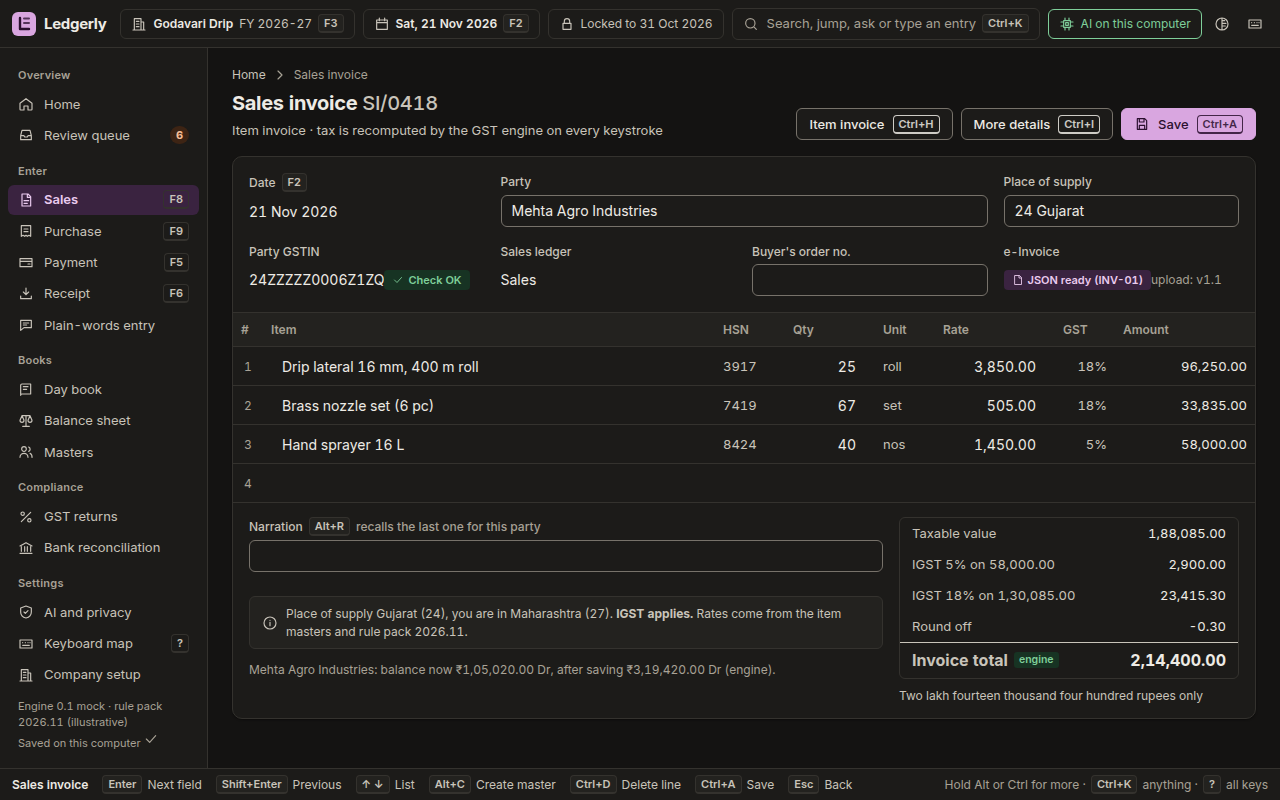 Ledgerly
Godavari Drip FY 2026-27 F3
Sat, 21 Nov 2026 F2
Locked to 31 Oct 2026
Search, jump, ask or type an entry Ctrl+K
AI on this computer
Overview
Home
Review queue 6
Enter
Sales F8
Purchase F9
Payment F5
Receipt F6
Plain-words entry
Books
Day book
Balance sheet
Masters
Compliance
GST returns
Bank reconciliation
Settings
AI and privacy
Keyboard map ?
Company setup
Engine 0.1 mock · rule pack
2026.11 (illustrative)
Saved on this computer
Home > Sales invoice
Sales invoice SI/0418
Item invoice · tax is recomputed by the GST engine on every keystroke
Item invoice Ctrl+H
More details Ctrl+I
Save Ctrl+A
Date F2
21 Nov 2026
Party
Mehta Agro Industries
Place of supply
24 Gujarat
Party GSTIN
24ZZZZZ0006Z1ZQ Check OK
Sales ledger
Sales
Buyer's order no.
e-Invoice
JSON ready (INV-01) upload: v1.1
# Item HSN Qty Unit Rate GST Amount
1 Drip lateral 16 mm, 400 m roll 3917 25 roll 3,850.00 18% 96,250.00
2 Brass nozzle set (6 pc) 7419 67 set 505.00 18% 33,835.00
3 Hand sprayer 16 L 8424 40 nos 1,450.00 5% 58,000.00
4
Narration Alt+R recalls the last one for this party
Place of supply Gujarat (24), you are in Maharashtra (27). IGST applies. Rates come from the item
masters and rule pack 2026.11.
Mehta Agro Industries: balance now ₹1,05,020.00 Dr, after saving ₹3,19,420.00 Dr (engine).
Taxable value 1,88,085.00
IGST 5% on 58,000.00 2,900.00
IGST 18% on 1,30,085.00 23,415.30
Round off -0.30
Invoice total engine 2,14,400.00
Two lakh fourteen thousand four hundred rupees only
Sales invoice Enter Next field Shift+Enter Previous ↑↓ List Alt+C Create master Ctrl+D Delete line Ctrl+A Save Esc Back
Hold Alt or Ctrl for more · Ctrl+K anything · ? all keys